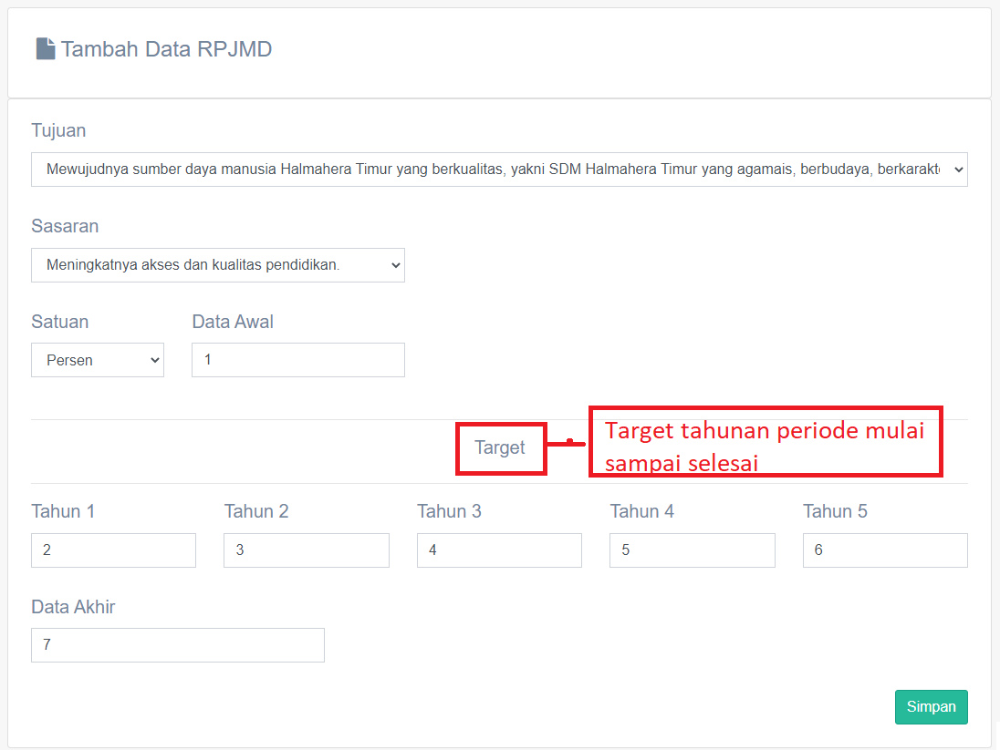 Tambah Data RPJMD
Tujuan
Mewujudnya sumber daya manusia Halmahera Timur yang berkualitas, yakni SDM Halmahera Timur yang agamais, berbudaya, berkarakt
Sasaran
Meningkatnya akses dan kualitas pendidikan.
Satuan Data Awal
Persen 1
Target
Target tahunan periode mulai
sampai selesai
Tahun 1 Tahun 2 Tahun 3 Tahun 4 Tahun 5
2 3 4 5 6
Data Akhir
7
Simpan